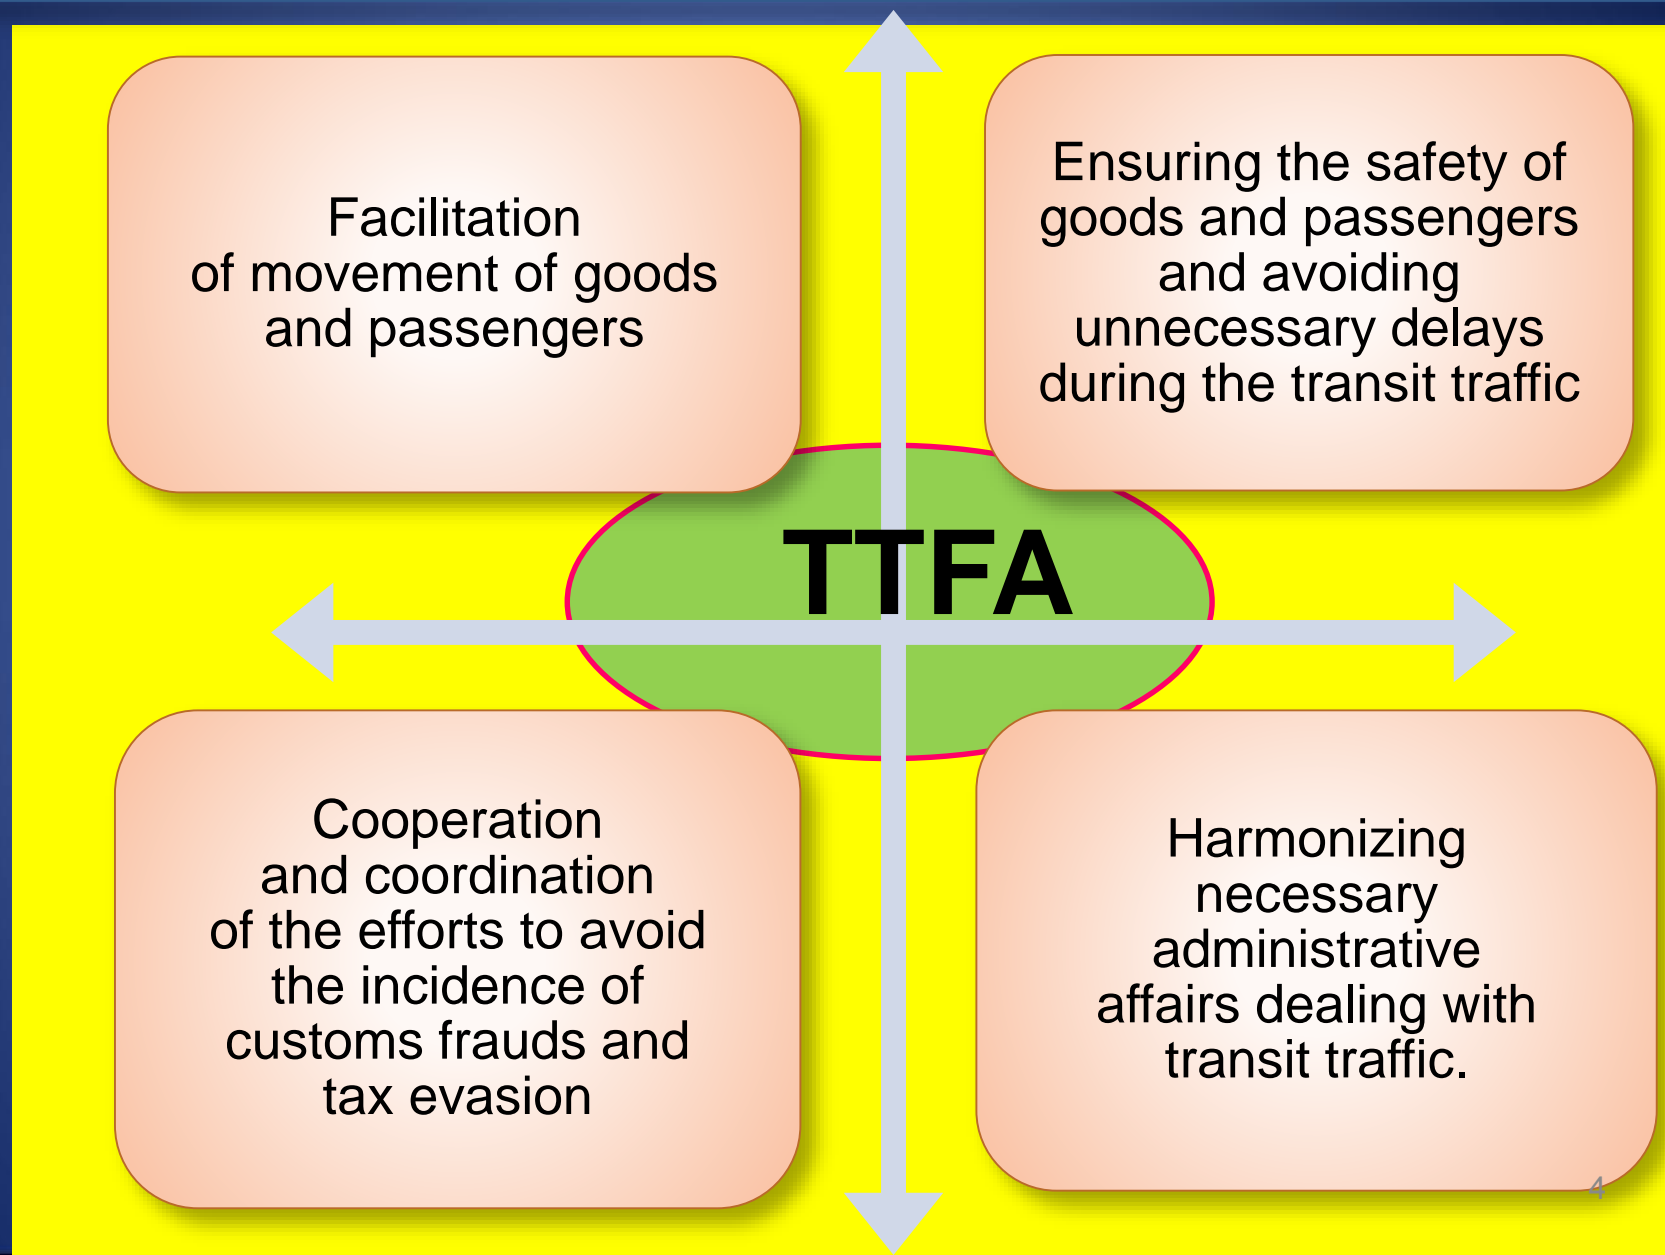 Facilitation
of movement of goods
and passengers
Ensuring the safety of
goods and passengers
and avoiding
unnecessary delays
during the transit traffic
TTFA
Cooperation
and coordination
of the efforts to avoid
the incidence of
customs frauds and
tax evasion
Harmonizing
necessary
administrative
affairs dealing with
transit traffic.
4